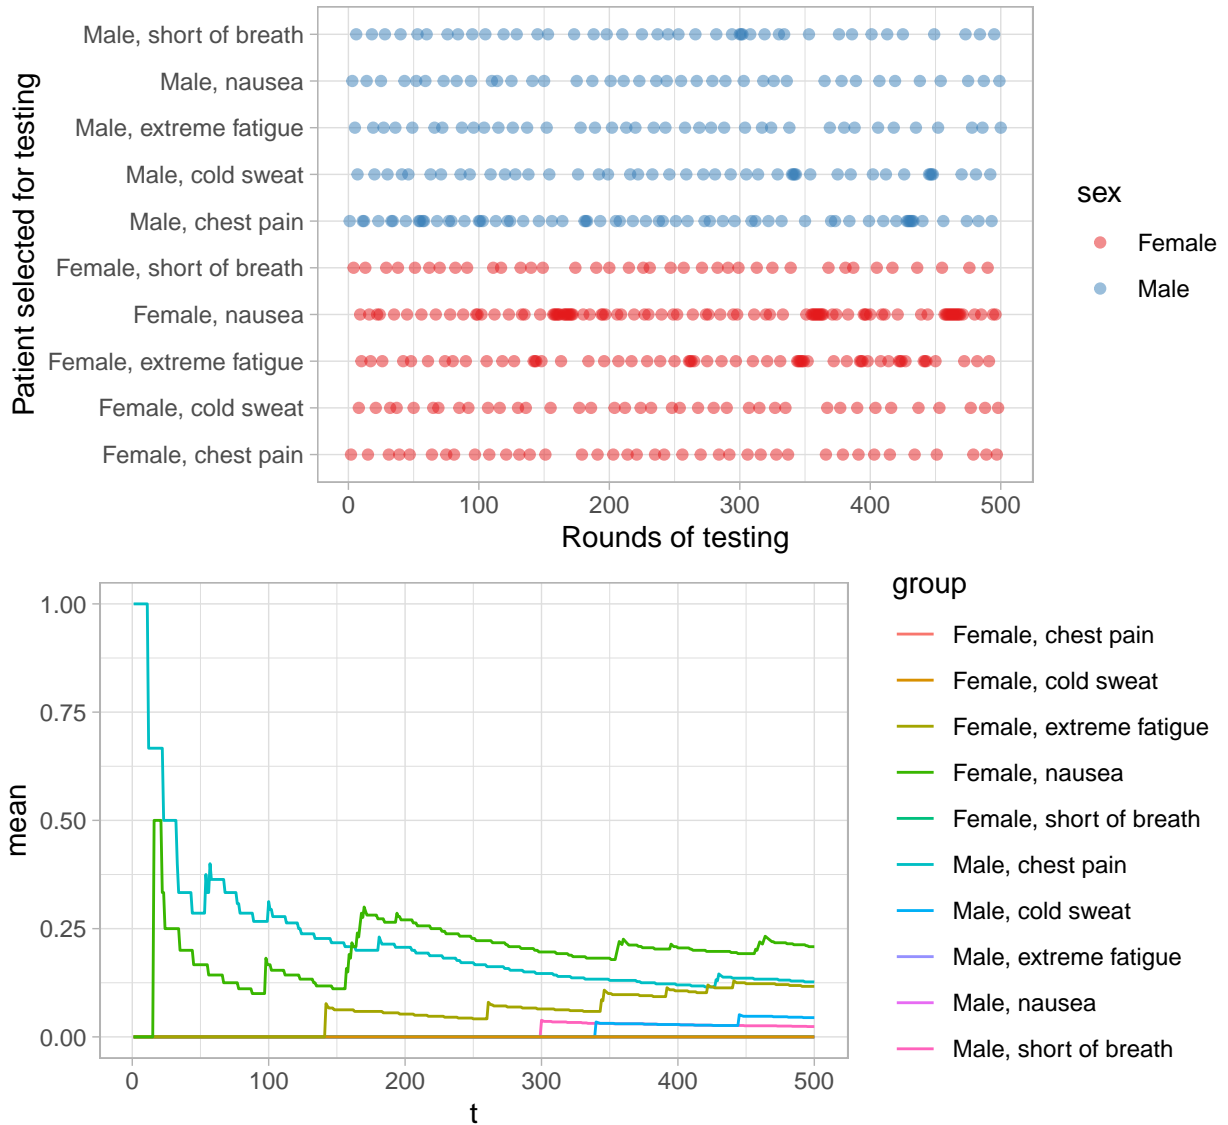 Patient selected for testing
Male, short of breath
Male, nausea
Male, extreme fatigue
Male, cold sweat
Male, chest pain
Female, short of breath
Female, nausea
Female, extreme fatigue
Female, cold sweat
Female, chest pain
0 100 200 300 400 500
Rounds of testing
sex
Female
Male
mean
1.00
0.75
0.50
0.25
0.00
0 100 200 300 400 500
t
group
Female, chest pain
Female, cold sweat
Female, extreme fatigue
Female, nausea
Female, short of breath
Male, chest pain
Male, cold sweat
Male, extreme fatigue
Male, nausea
Male, short of breath